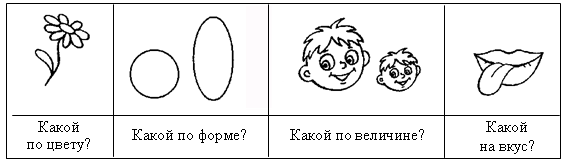 Какой
по цвету?
Какой по форме?
Какой по величине?
Какой
на вкус?